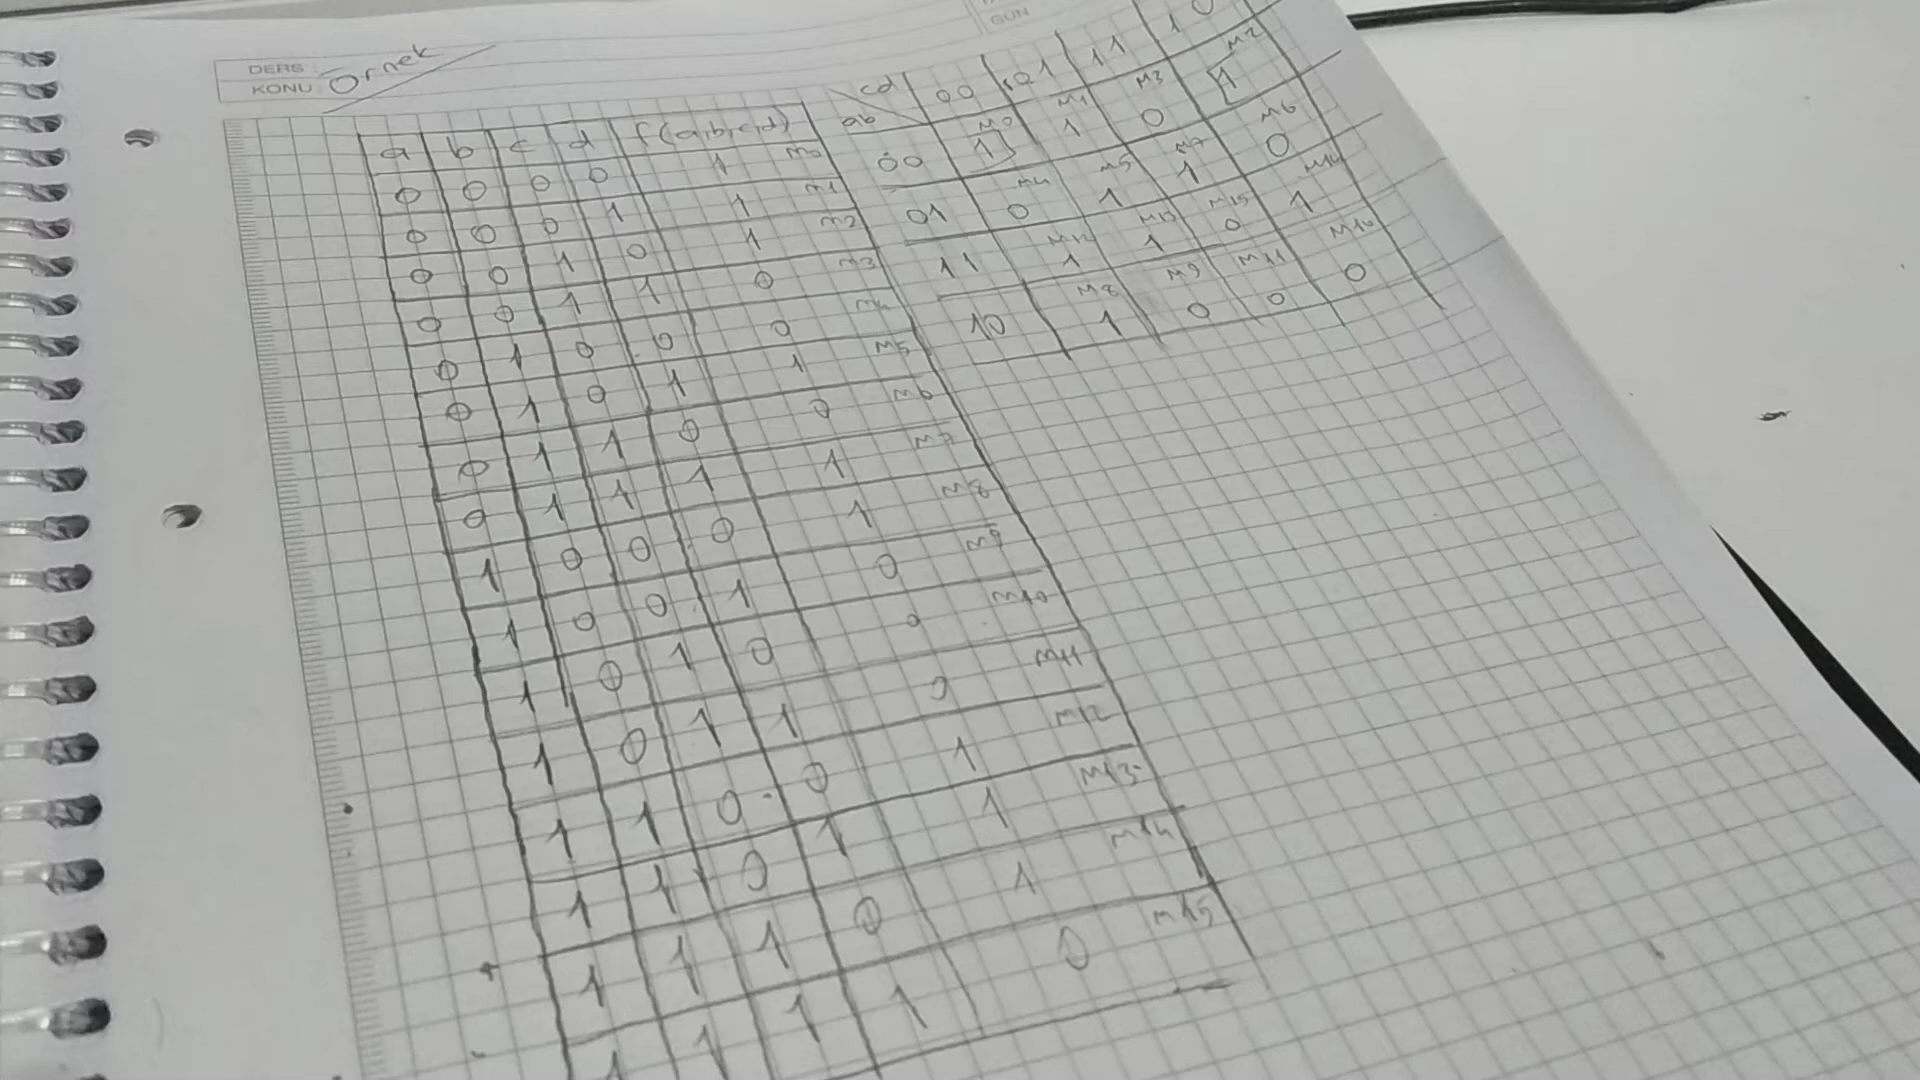 GÜN
DERS :
KONU Örnek
a b c d f(a,b,c,d)
0 0 0 0 1 m0
0 0 0 1 1 m1
0 0 1 0 1 m2
0 0 1 1 0 m3
0 1 0 0 0 m4
0 1 0 1 1 m5
0 1 1 0 0 m6
0 1 1 1 1 m7
1 0 0 0 1 m8
1 0 0 1 0 m9
1 0 1 0 0 m10
1 0 1 1 0 m11
1 1 0 0 1 m12
1 1 0 1 1 m13
1 1 1 0 1 m14
1 1 1 1 0 m15
cd
ab 00 01 11 10
00 m0 1 m1 1 m3 0 m2 1
01 m4 0 m5 1 m7 1 m6 0
11 m12 1 m13 1 m15 0 m14 1
10 m8 1 m9 0 m11 0 m10 0